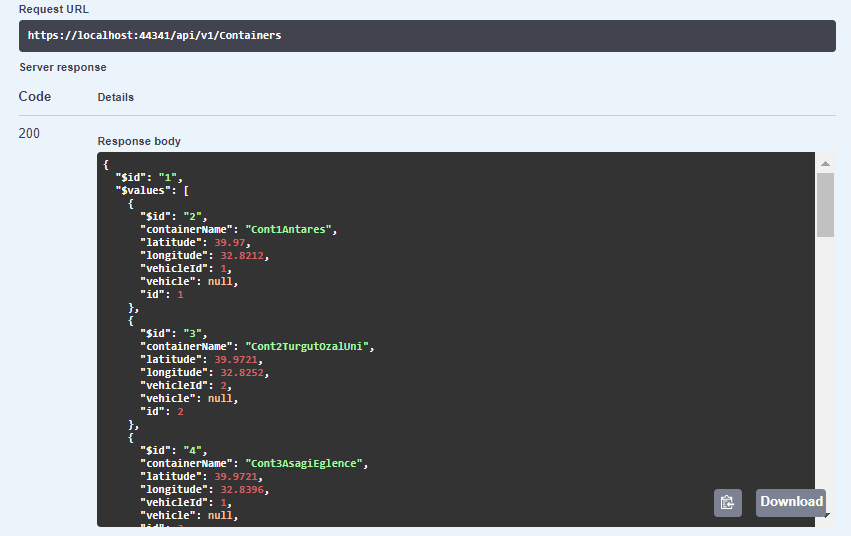 Request URL
https://localhost:44341/api/v1/Containers
Server response
Code Details
200
Response body
{
  "$id": "1",
  "$values": [
    {
      "$id": "2",
      "containerName": "Cont1Antares",
      "latitude": 39.97,
      "longitude": 32.8212,
      "vehicleId": 1,
      "vehicle": null,
      "id": 1
    },
    {
      "$id": "3",
      "containerName": "Cont2TurgutOzalUni",
      "latitude": 39.9721,
      "longitude": 32.8252,
      "vehicleId": 2,
      "vehicle": null,
      "id": 2
    },
    {
      "$id": "4",
      "containerName": "Cont3AsagiEglence",
      "latitude": 39.9721,
      "longitude": 32.8396,
      "vehicleId": 1,
      "vehicle": null,
Download